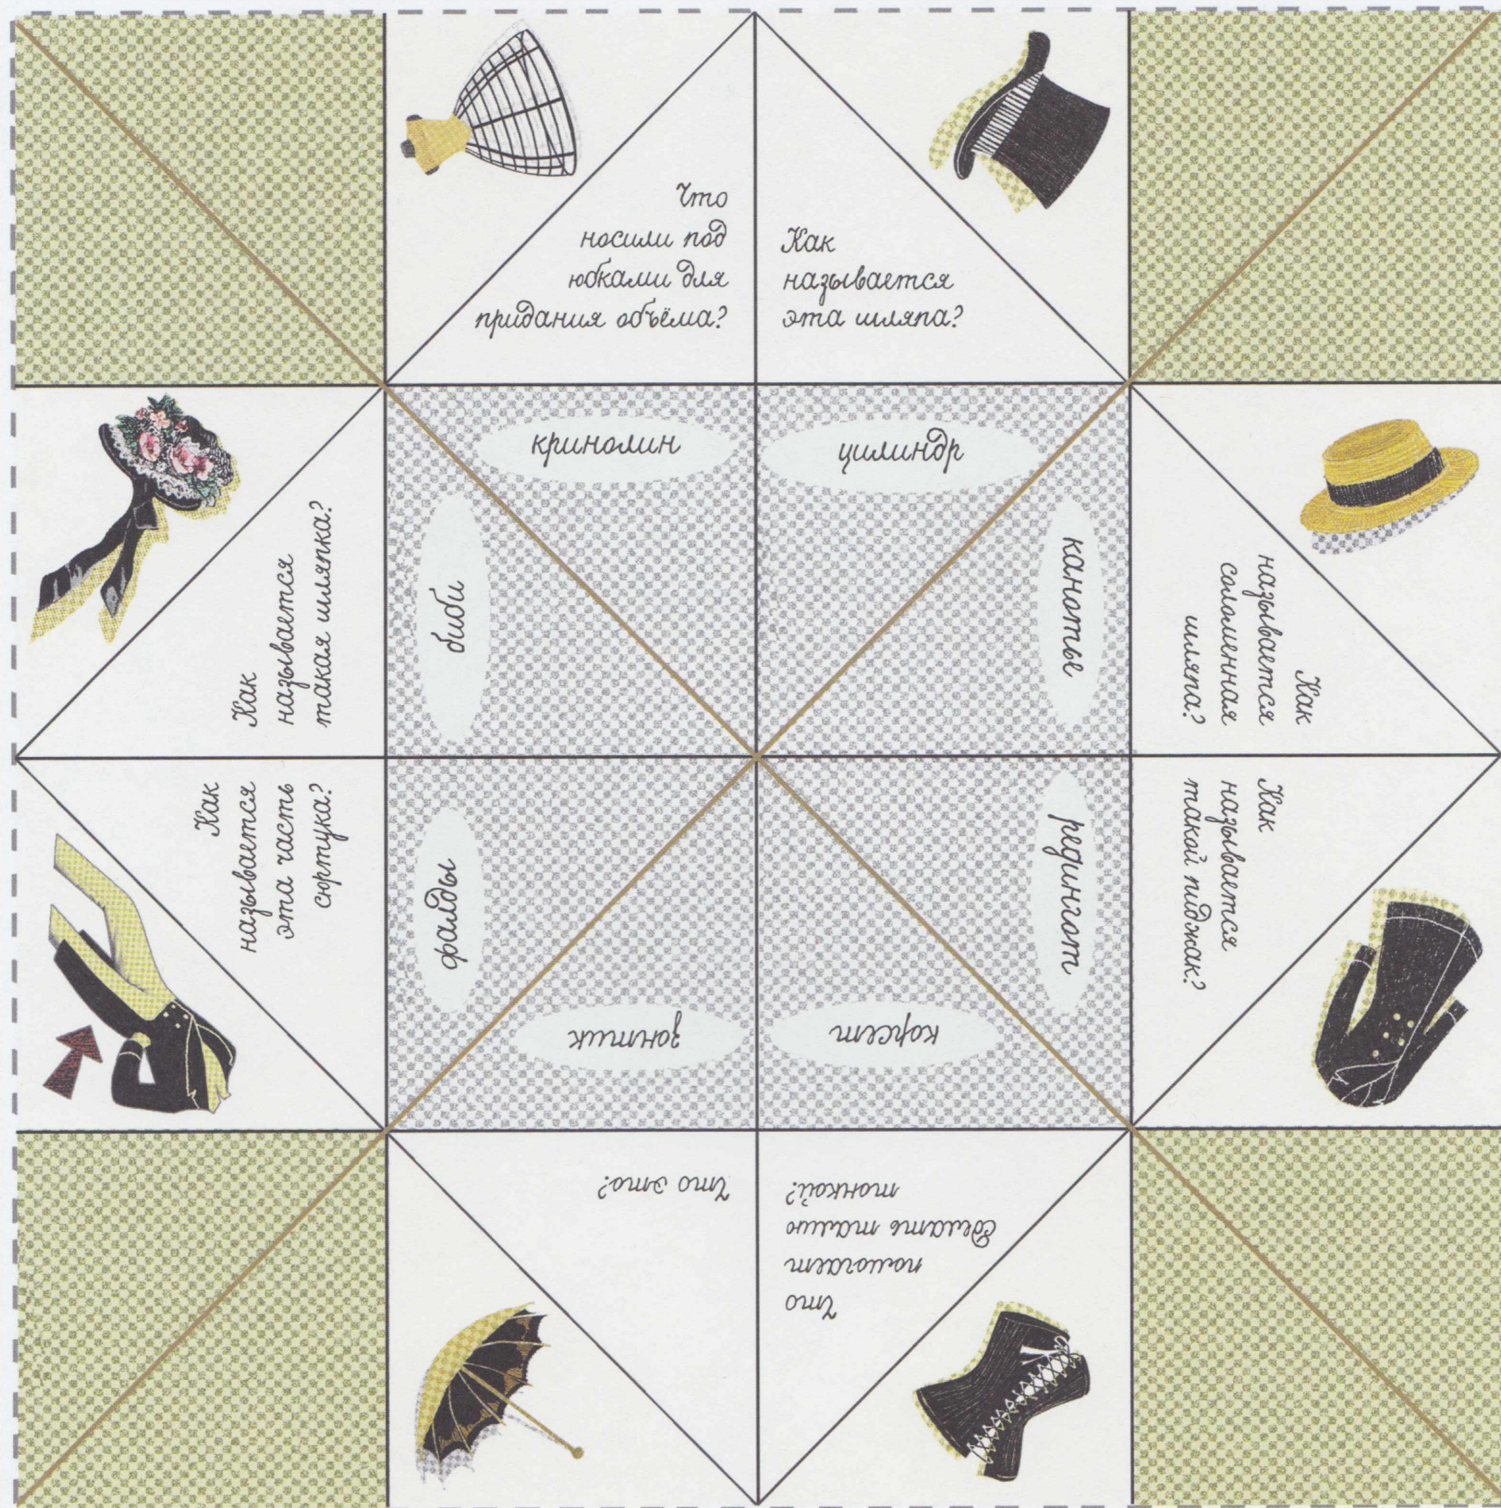 Что
носили под
юбками для
придания объёма?
Как
называется
эта шляпа?
кринолин
цилиндр
Как
называется
такая шляпка?
биби
канотье
Как
называется
соломенная
шляпа?
Как
называется
эта часть
сюртука?
фалды
редингот
Как
называется
такой пиджак?
зонтик
корсет
Что это?
Что
помогает
сделать талию
тонкой?